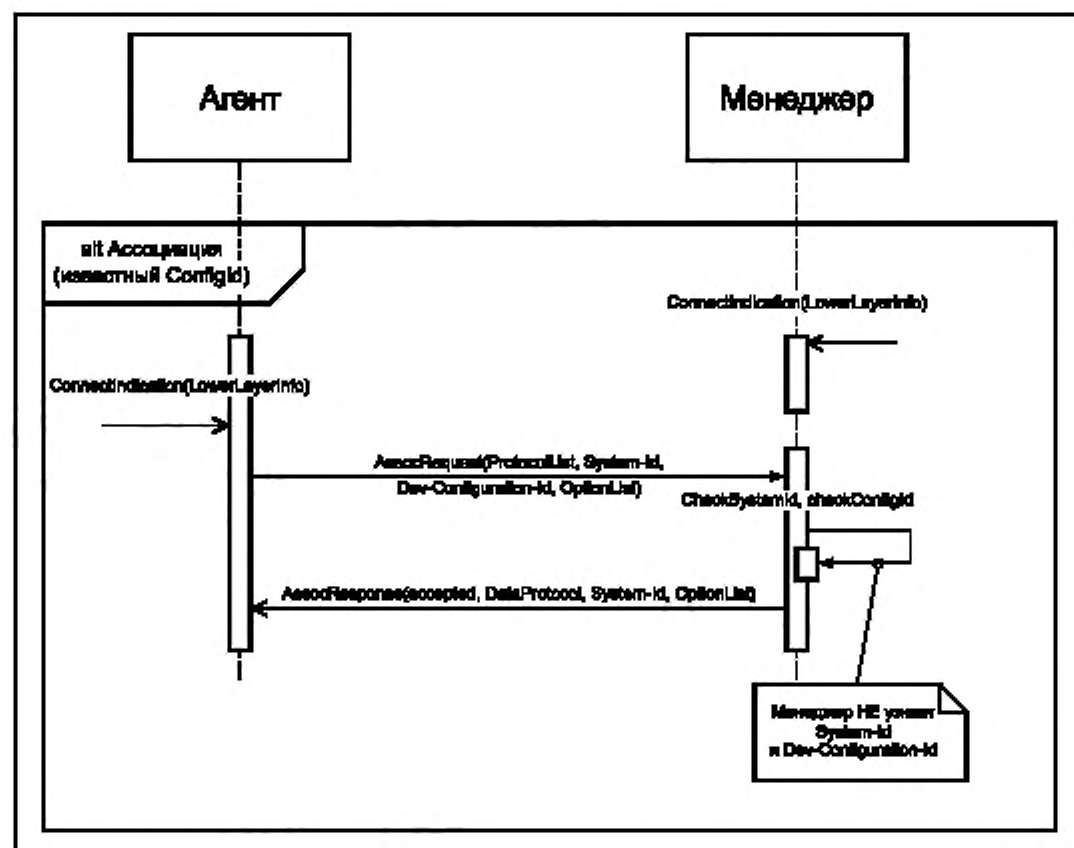 Агент
Менеджер
alt Ассоциация
(известный ConfigId)
ConnectIndication(LowerLayerInfo)
ConnectIndication(LowerLayerInfo)
AssocRequest(ProtocolList, System-Id,
Dev-Configuration-Id, OptionList)
CheckSystemId, checkConfigId
AssocResponse(accepted, DataProtocol, System-Id, OptionList)
Менеджер НЕ узнает
System-Id
и Dev-Configuration-Id